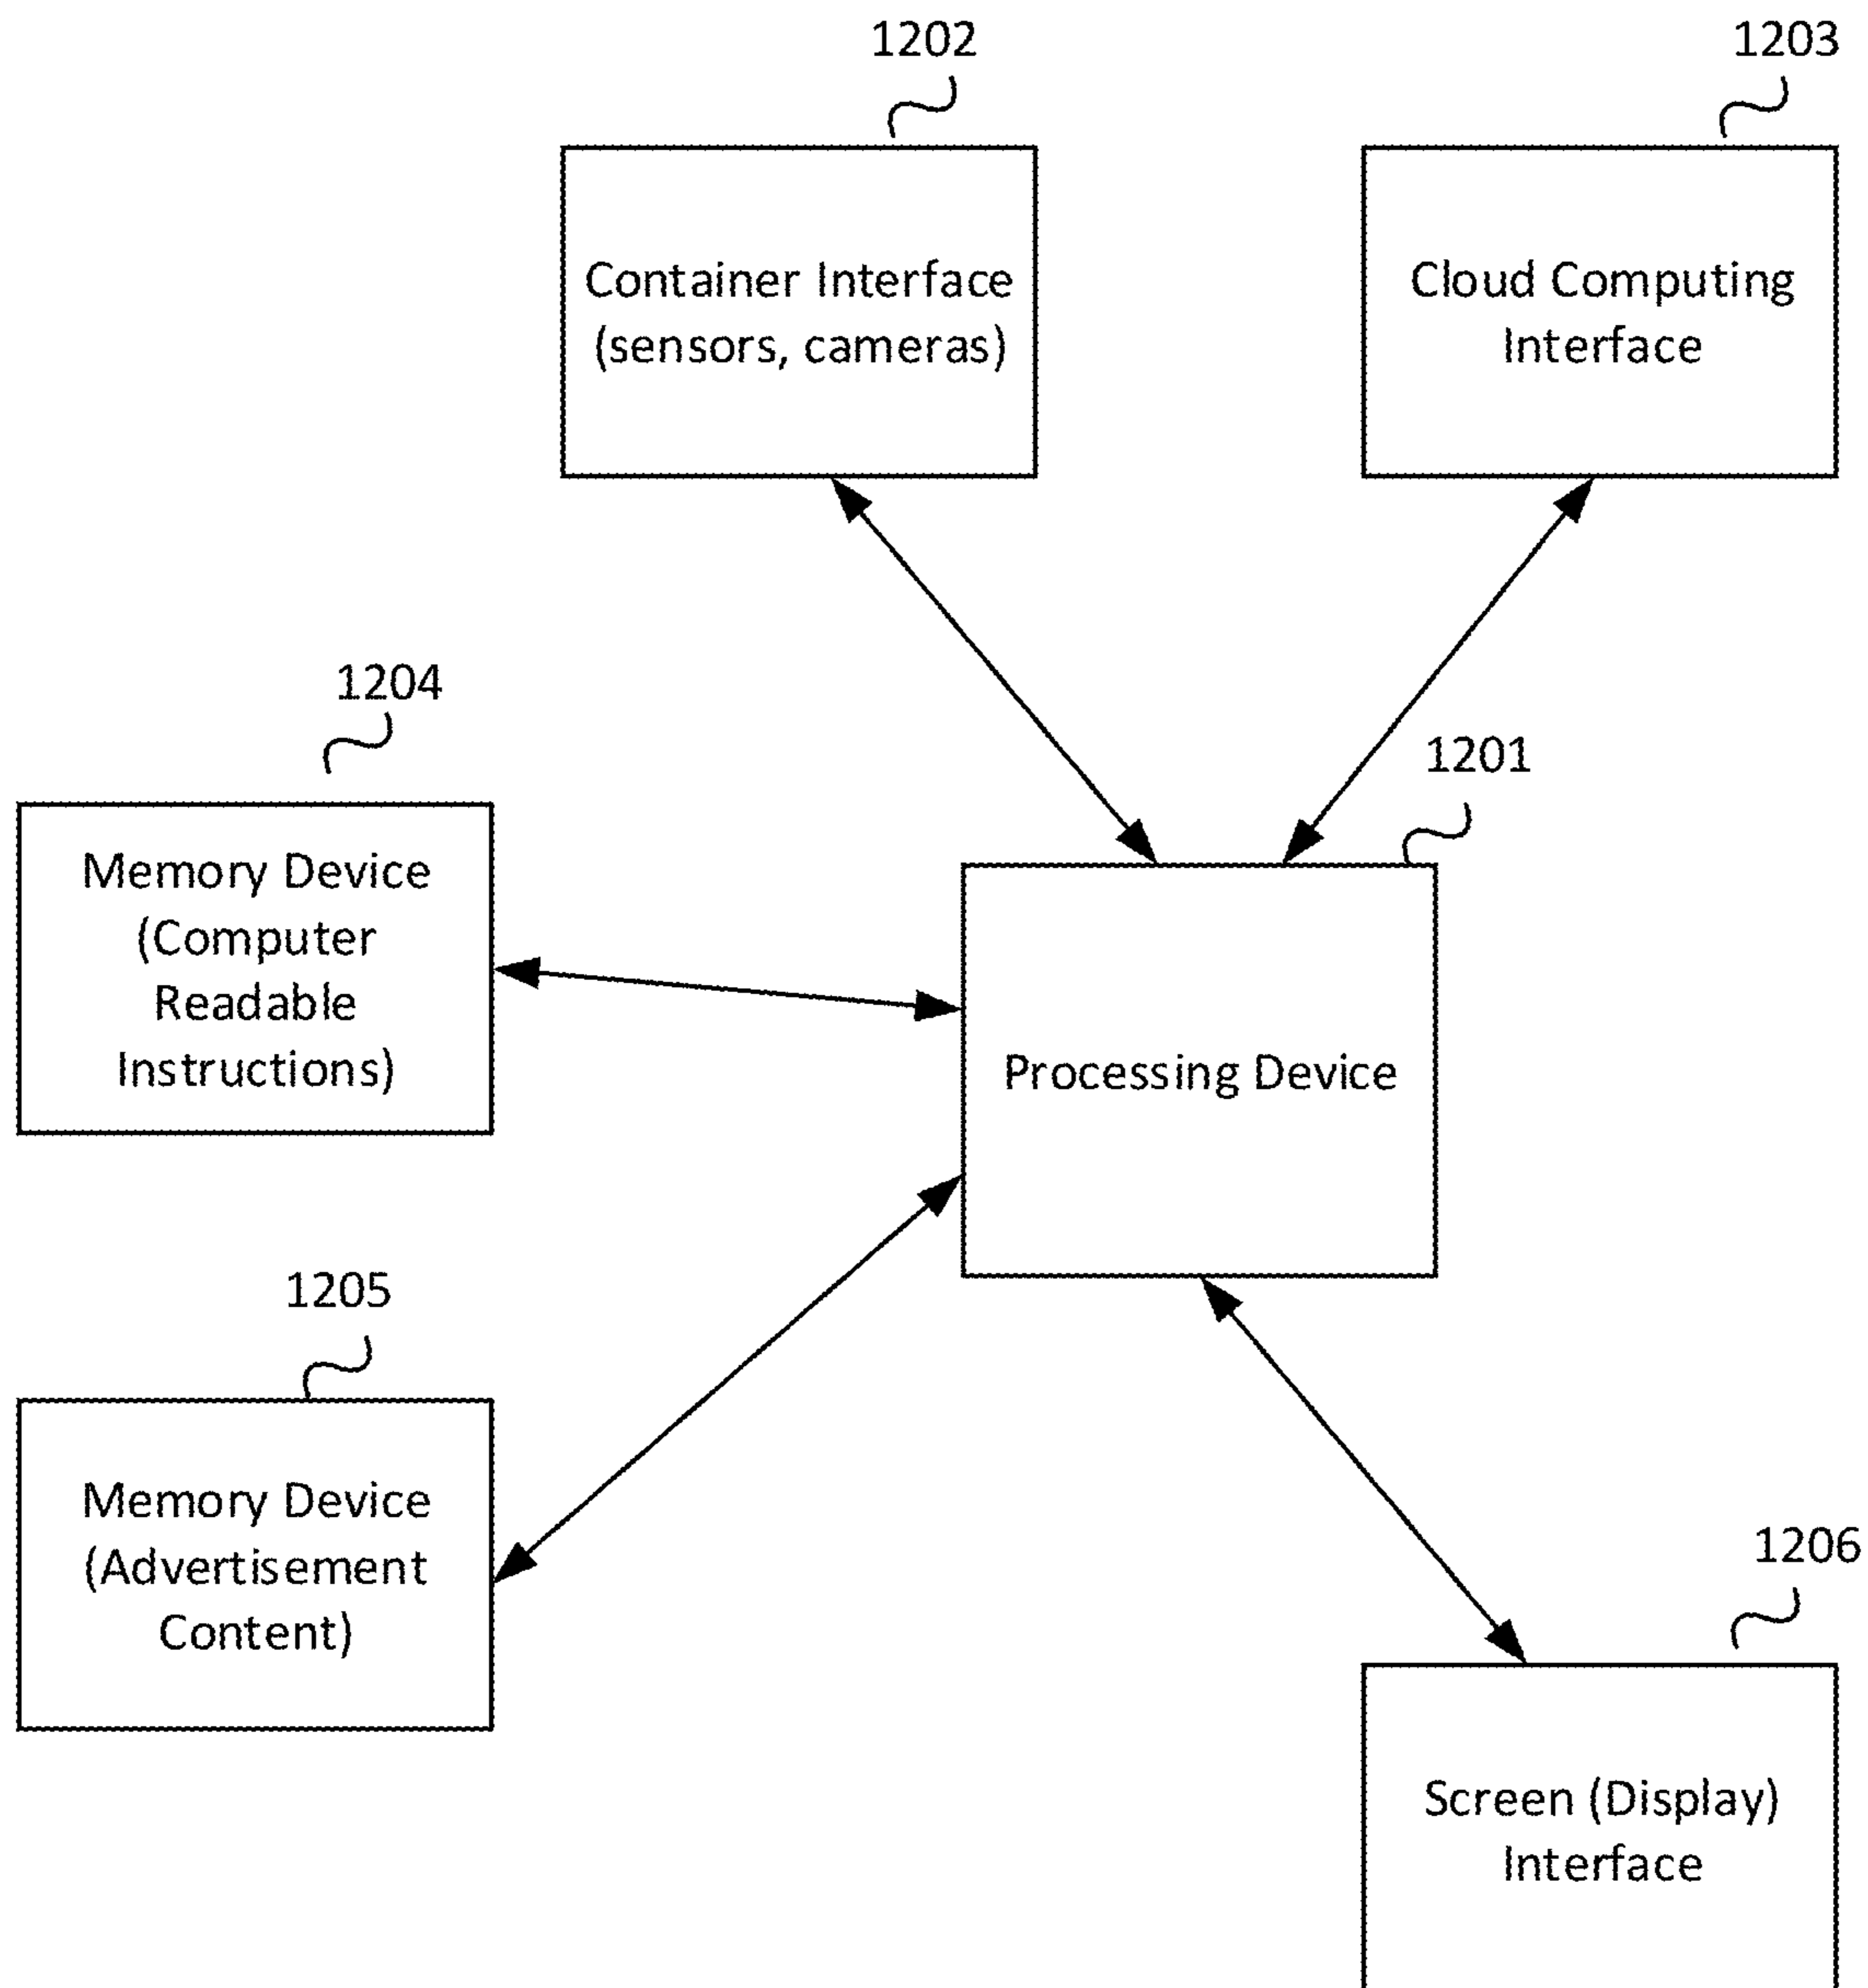 1202
1203
Container Interface
(sensors, cameras)
Cloud Computing
Interface
1204
1201
Memory Device
(Computer
Readable
Instructions)
Processing Device
1205
Memory Device
(Advertisement
Content)
1206
Screen (Display)
Interface